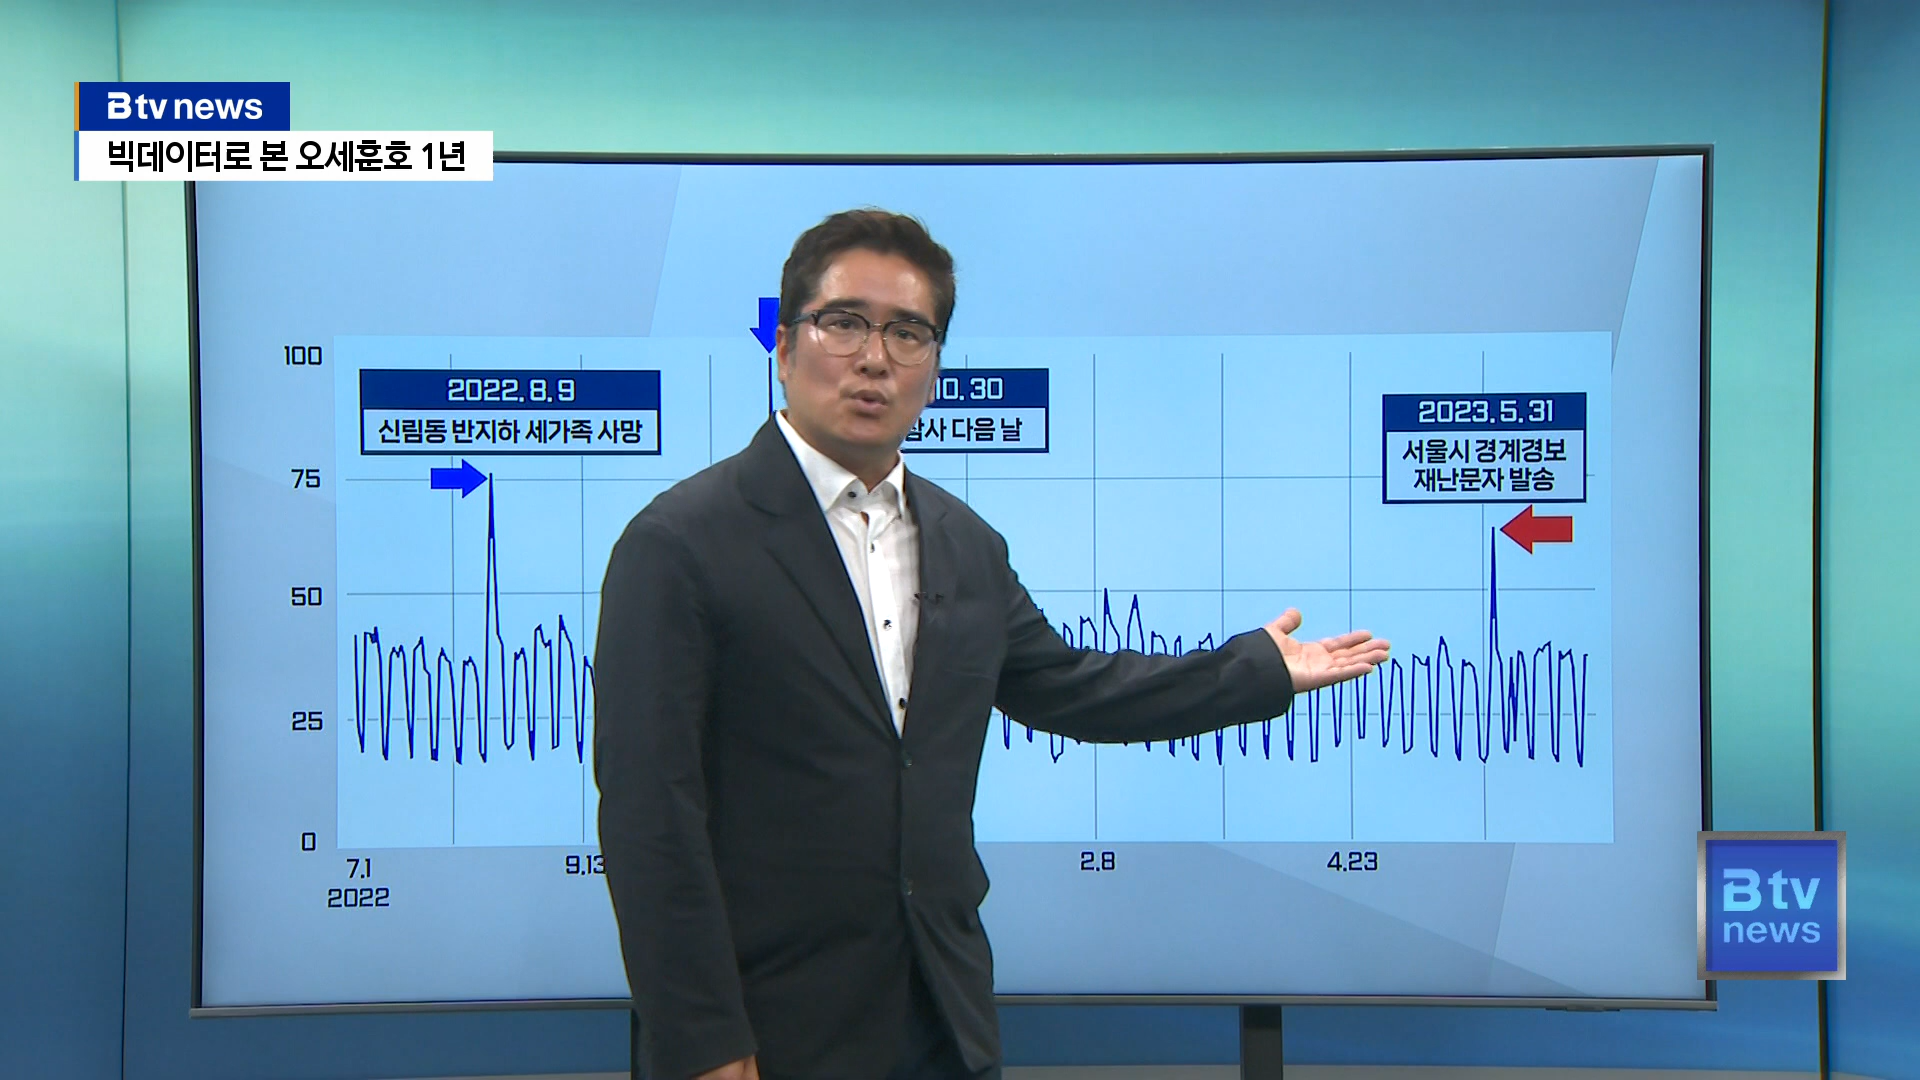 B tv news
빅데이터로 본 오세훈호 1년
100
75
50
25
0
2022. 8. 9
신림동 반지하 세가족 사망
10. 30
참사 다음 날
2023. 5. 31
서울시 경계경보
재난문자 발송
7.1
2022
9.13
2.8
4.23
B tv
news